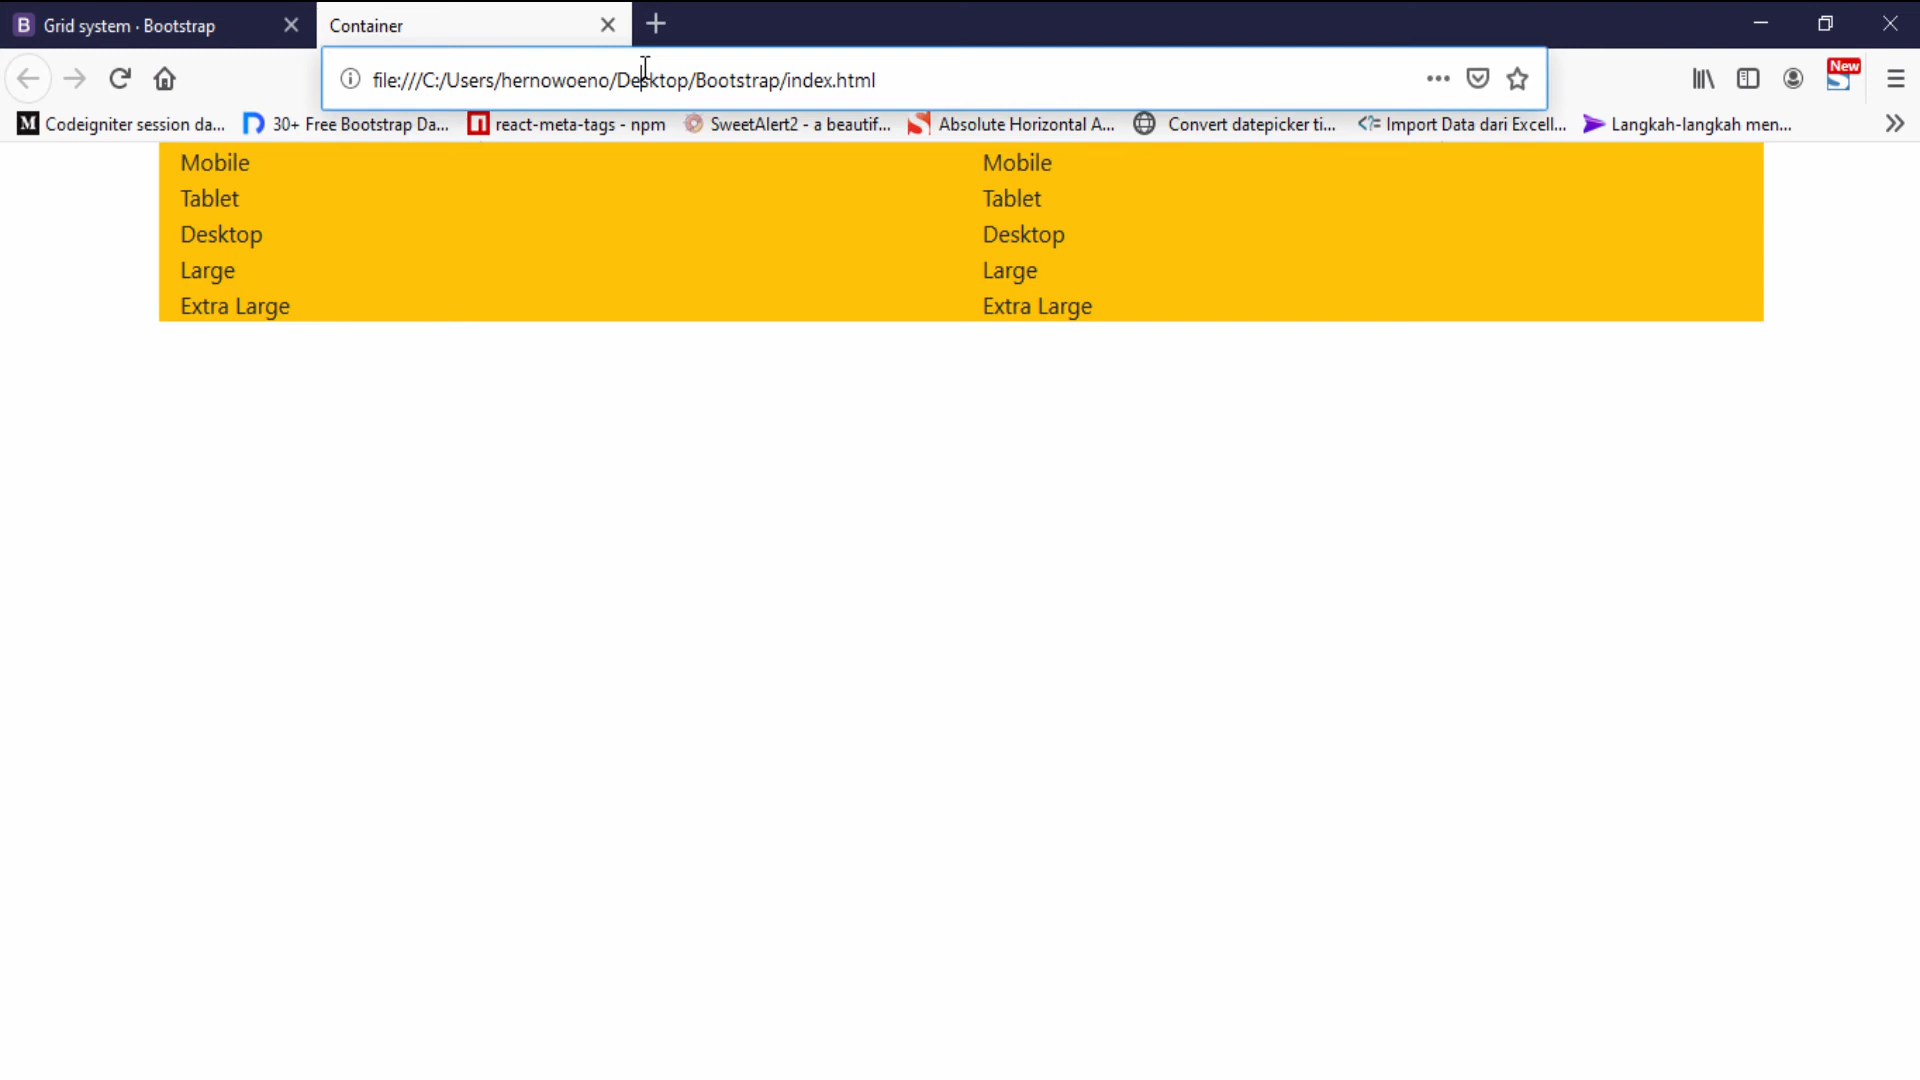 Grid system · Bootstrap
Container
file:///C:/Users/hernowoeno/Desktop/Bootstrap/index.html
New
Codeigniter session da...
30+ Free Bootstrap Da...
react-meta-tags - npm
SweetAlert2 - a beautif...
Absolute Horizontal A...
Convert datepicker ti...
Import Data dari Excell...
Langkah-langkah men...
Mobile
Tablet
Desktop
Large
Extra Large
Mobile
Tablet
Desktop
Large
Extra Large